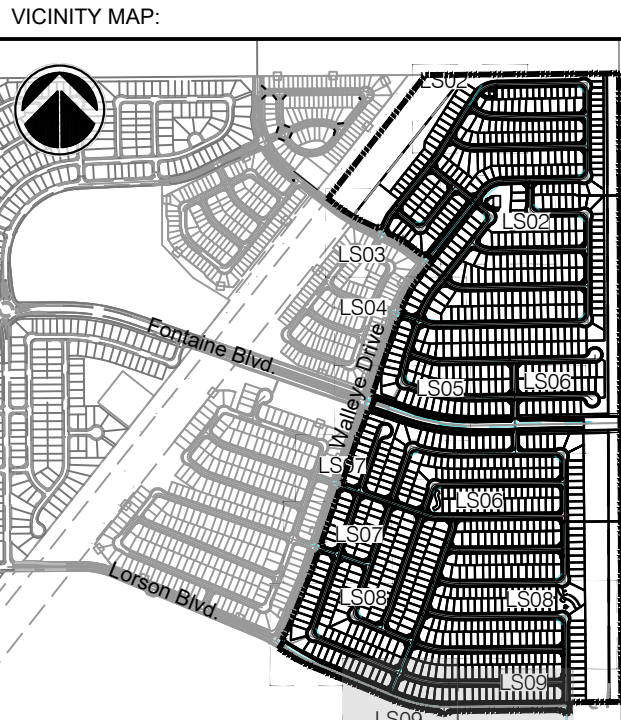 VICINITY MAP:
LS02
LS02
LS03
LS04
Fontaine Blvd.
Walleye Drive
LS05
LS06
LS07
LS06
LS07
LS08
LS08
Lorson Blvd.
LS09
LS09